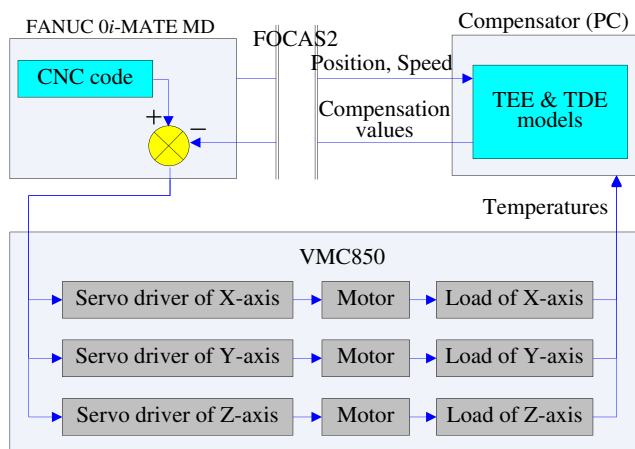 FANUC 0i-MATE MD
FOCAS2
Compensator (PC)
CNC code
Position, Speed
TEE & TDE
models
+
−
Compensation
values
Temperatures
VMC850
Servo driver of X-axis
Motor
Load of X-axis
Servo driver of Y-axis
Motor
Load of Y-axis
Servo driver of Z-axis
Motor
Load of Z-axis